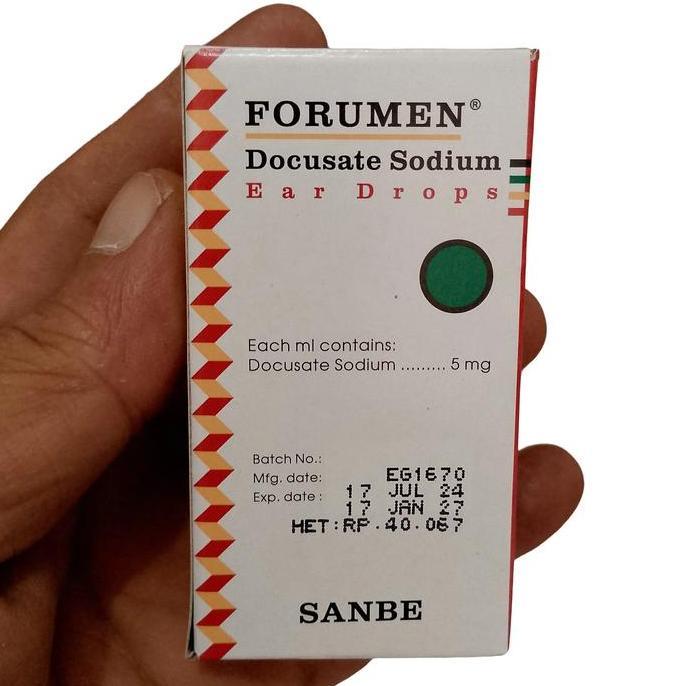 FORUMEN®
Docusate Sodium
Ear Drops
Each ml contains:
Docusate Sodium ......... 5 mg
Batch No.: EG1670
Mfg. date: 17 JUL 24
Exp. date : 17 JAN 27
HET:RP.40.067
SANBE